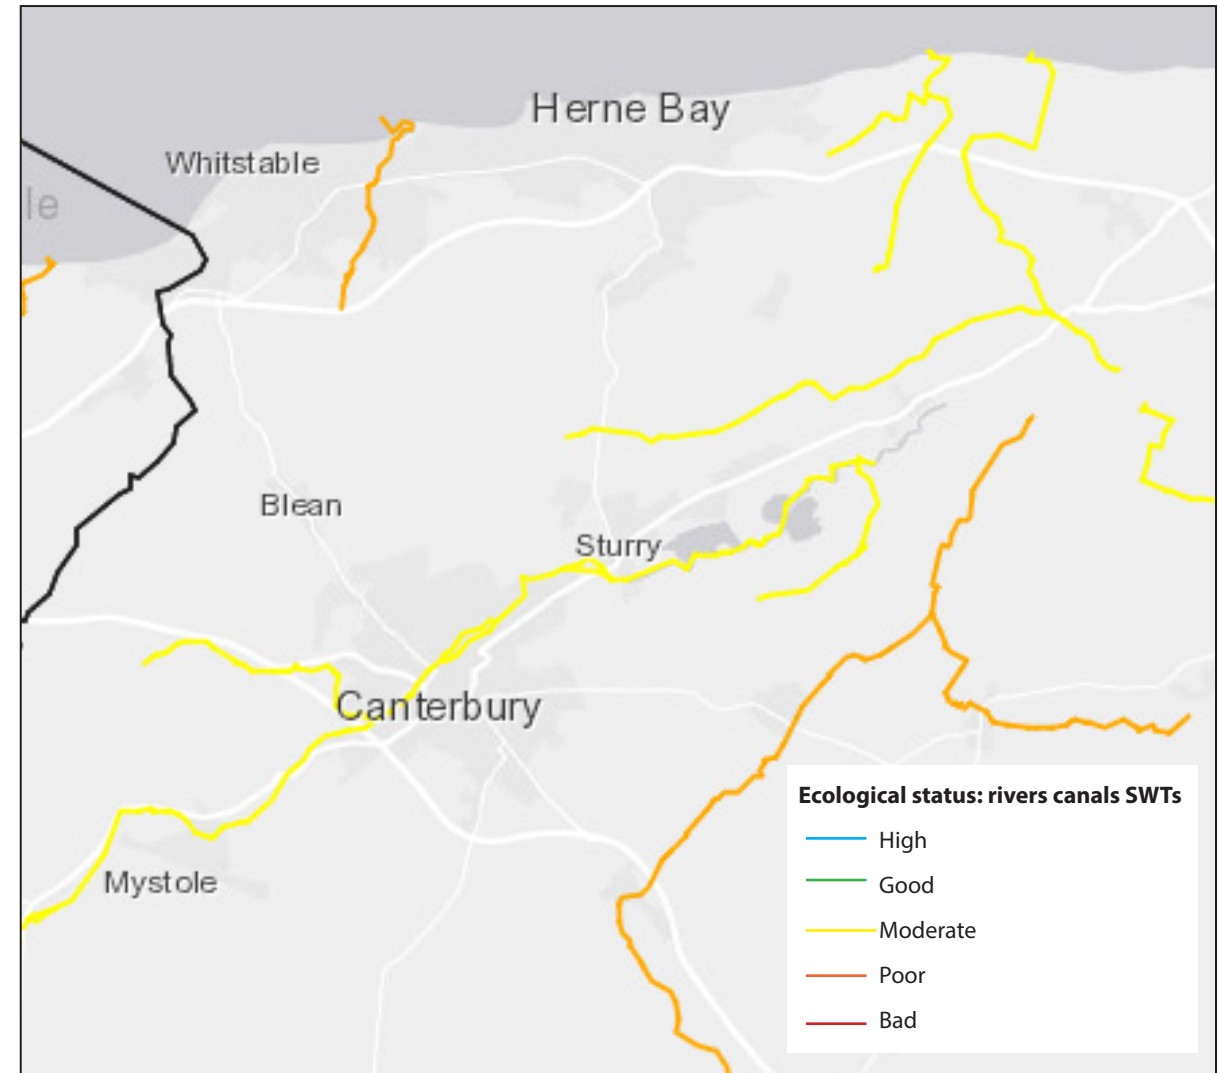 Herne Bay
Whitstable
le
Blean
Sturry
Canterbury
Mystole
Ecological status: rivers canals SWTs
High
Good
Moderate
Poor
Bad